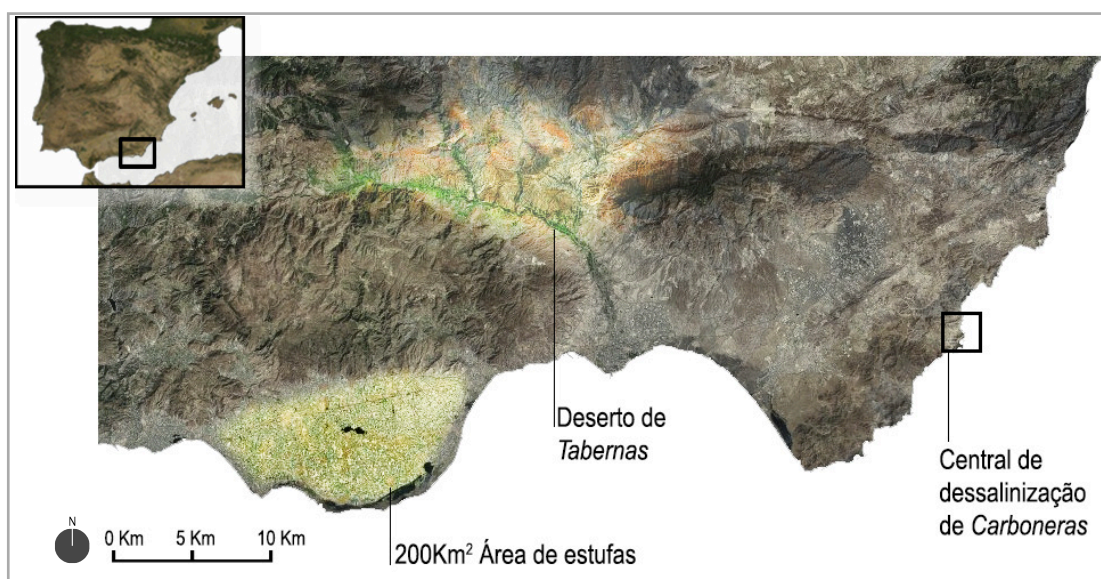 Deserto de
Tabernas
Central de
dessalinização
de Carboneras
N
0 Km 5 Km 10 Km
200Km² Área de estufas